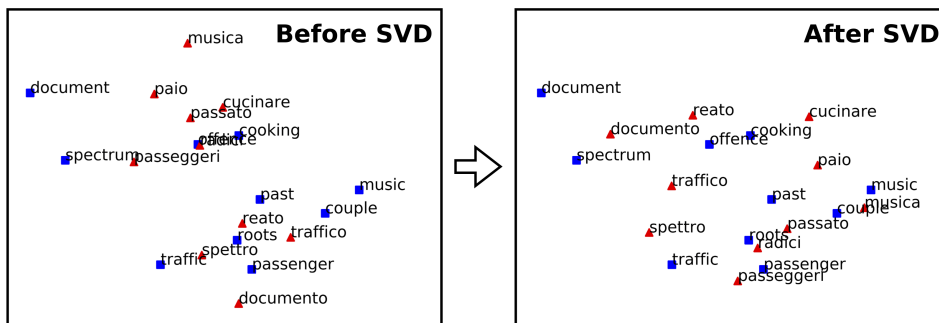 Before SVD
musica
document
paio
cucinare
passato
cooking
offence
radici
spectrum
passeggeri
music
past
couple
reato
roots
traffico
spettro
traffic
passenger
documento
After SVD
document
reato
cucinare
documento
offence
cooking
spectrum
paio
traffico
music
past
musica
couple
passato
spettro
roots
radici
traffic
passenger
passeggeri